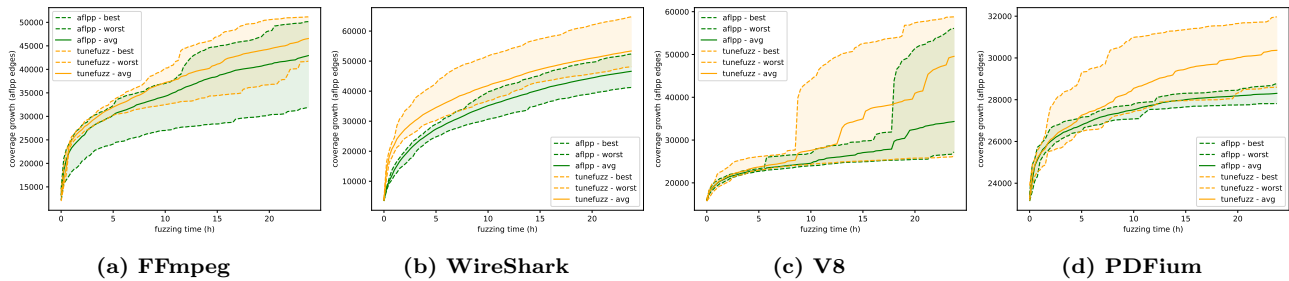 coverage growth (aflpp edges)
50000
45000
40000
35000
30000
25000
20000
15000
aflpp - best
aflpp - worst
aflpp - avg
tunefuzz - best
tunefuzz - worst
tunefuzz - avg
0 5 10 15 20
fuzzing time (h)
(a) FFmpeg
coverage growth (aflpp edges)
60000
50000
40000
30000
20000
10000
aflpp - best
aflpp - worst
aflpp - avg
tunefuzz - best
tunefuzz - worst
tunefuzz - avg
0 5 10 15 20
fuzzing time (h)
(b) WireShark
coverage growth (aflpp edges)
60000
50000
40000
30000
20000
aflpp - best
aflpp - worst
aflpp - avg
tunefuzz - best
tunefuzz - worst
tunefuzz - avg
0 5 10 15 20
fuzzing time (h)
(c) V8
coverage growth (aflpp edges)
32000
30000
28000
26000
24000
aflpp - best
aflpp - worst
aflpp - avg
tunefuzz - best
tunefuzz - worst
tunefuzz - avg
0 5 10 15 20
fuzzing time (h)
(d) PDFium